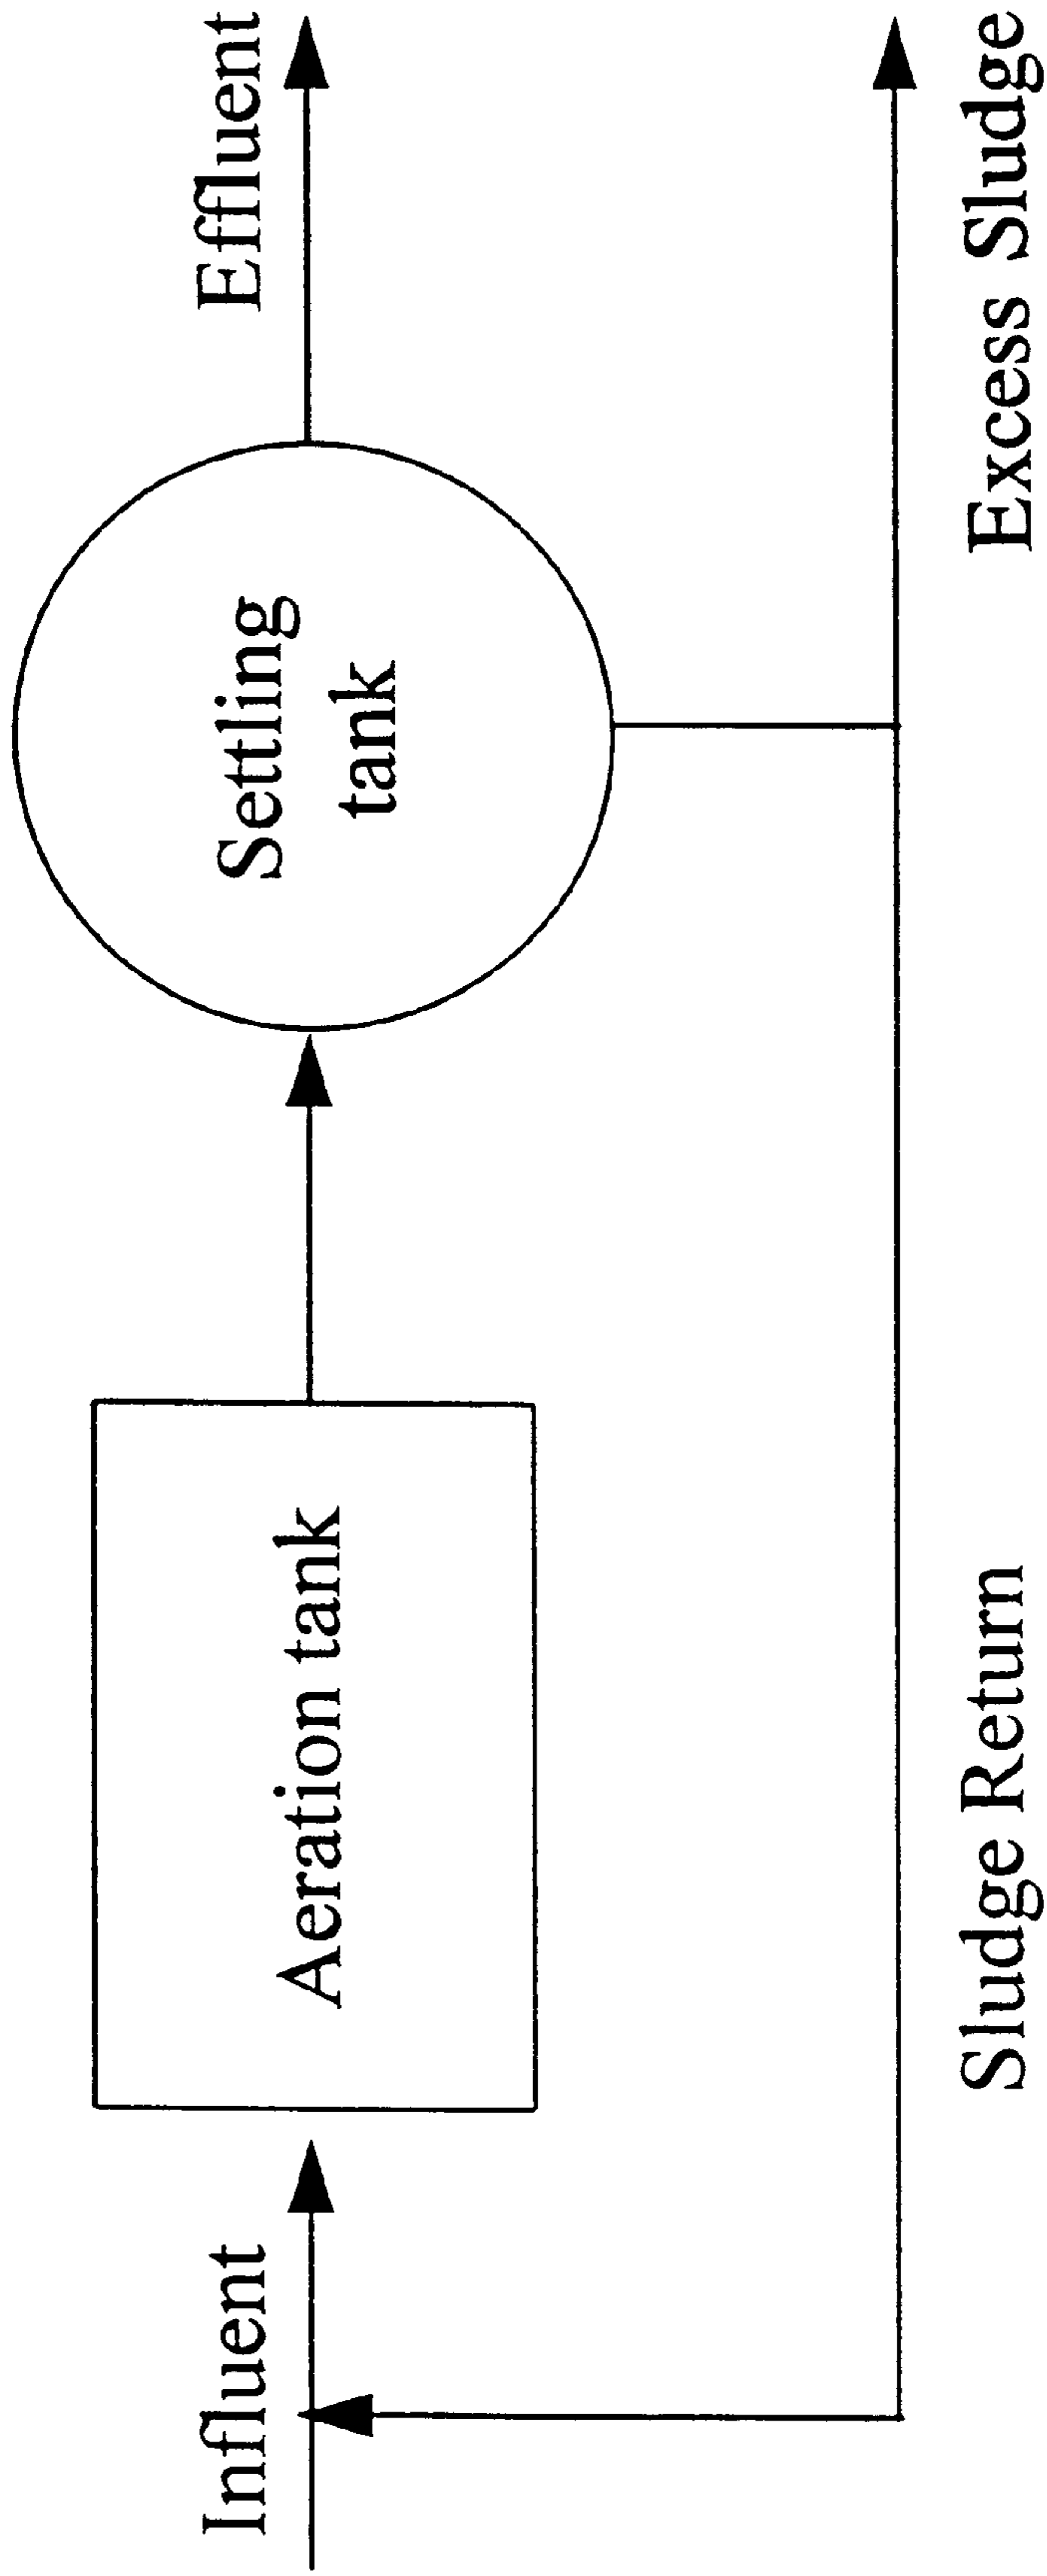 Influent
Aeration tank
Settling
tank
Effluent
Sludge Return
Excess Sludge